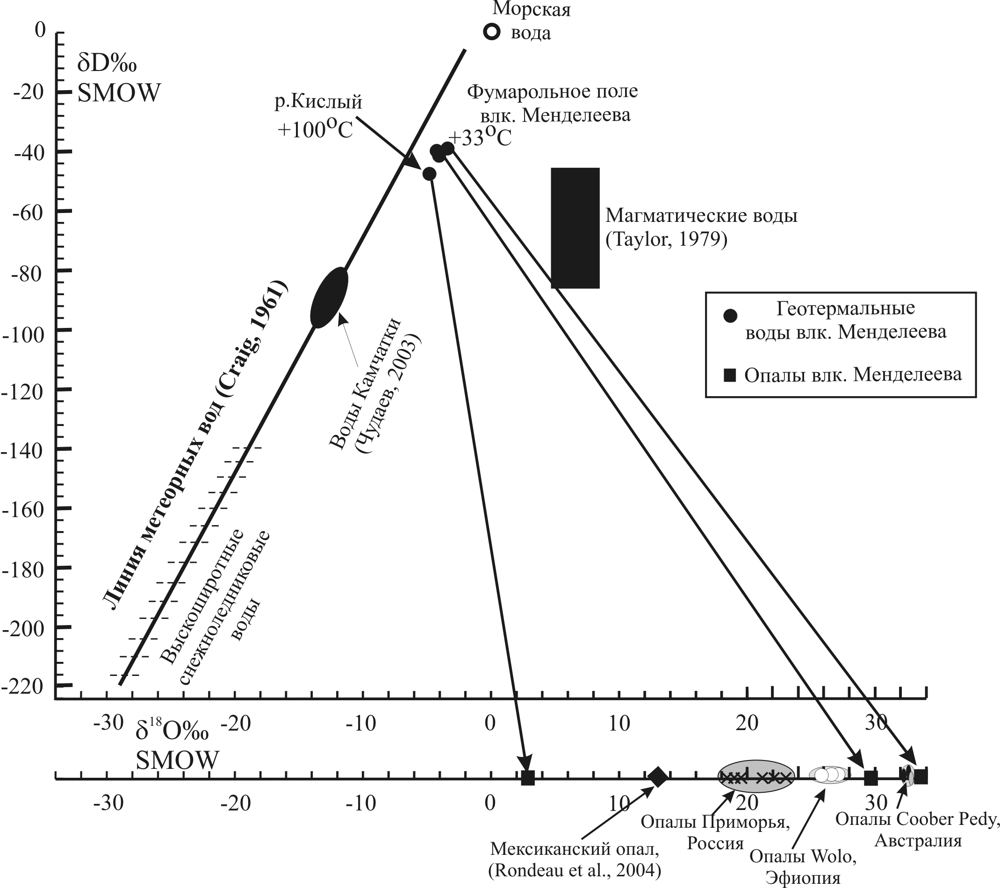 Морская
вода
0
δD‰
SMOW
-20
-40
-60
-80
-100
-120
-140
-160
-180
-200
-220
р.Кислый
+100°C
Фумарольное поле
влк. Менделеева
+33°C
Магматические воды
(Taylor, 1979)
Геотермальные
воды влк. Менделеева
Опалы влк. Менделеева
Линия метеорных вод (Craig, 1961)
Воды Камчатки
(Чудаев, 2003)
Выскоширотные
снежноледниковые
воды
-30
-20
-10
0
10
20
30
δ¹⁸O‰
SMOW
-30
-20
-10
0
10
20
30
Мексиканский опал,
(Rondeau et al., 2004)
Опалы Приморья,
Россия
Опалы Wolo,
Эфиопия
Опалы Coober Pedy,
Австралия